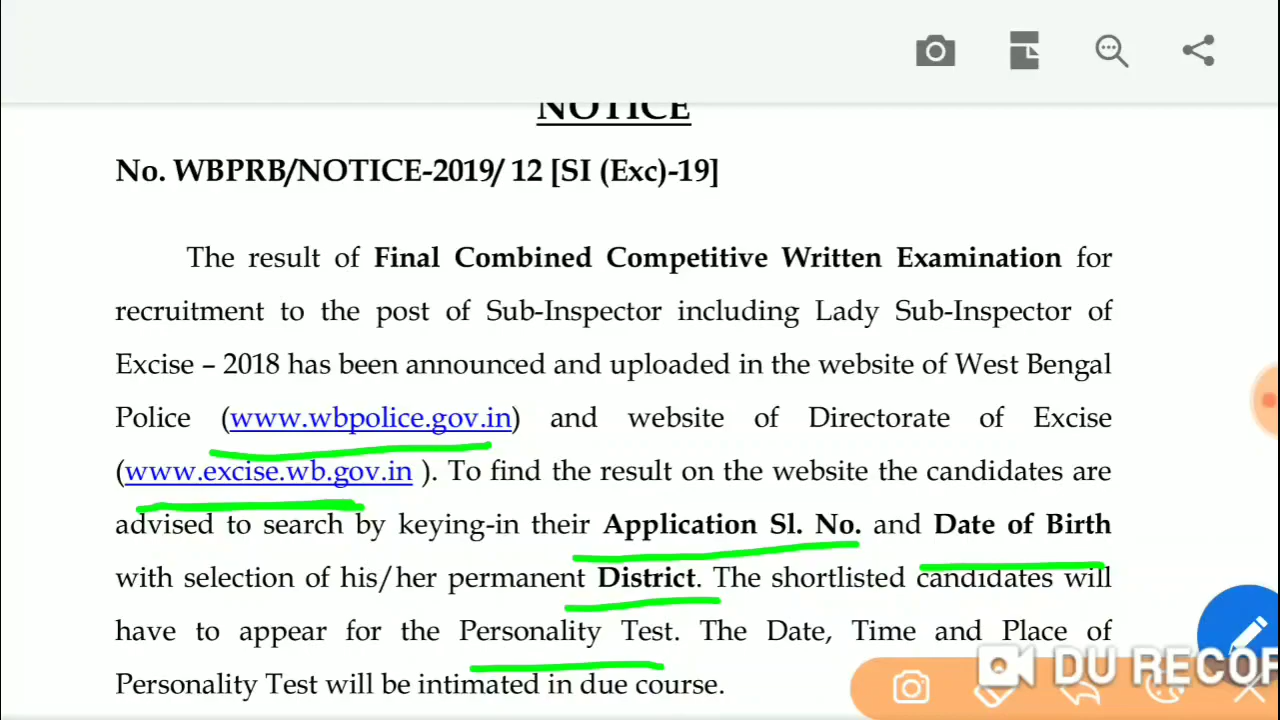 NOTICE
No. WBPRB/NOTICE-2019/ 12 [SI (Exc)-19]
The result of Final Combined Competitive Written Examination for
recruitment to the post of Sub-Inspector including Lady Sub-Inspector of
Excise – 2018 has been announced and uploaded in the website of West Bengal
Police (www.wbpolice.gov.in) and website of Directorate of Excise
(www.excise.wb.gov.in ). To find the result on the website the candidates are
advised to search by keying-in their Application Sl. No. and Date of Birth
with selection of his/her permanent District. The shortlisted candidates will
have to appear for the Personality Test. The Date, Time and Place of
Personality Test will be intimated in due course.
DU RECOR